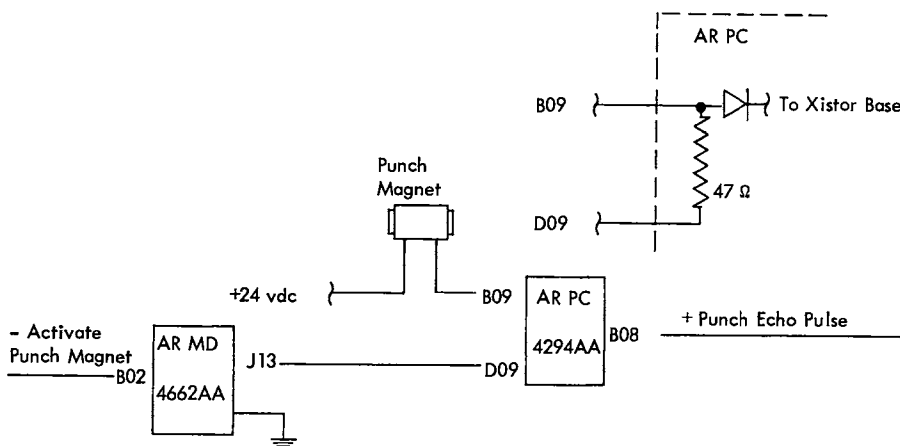 AR PC
B09
To Xistor Base
47 Ω
D09
Punch
Magnet
+24 vdc
B09
AR PC
4294AA
D09
B08
+ Punch Echo Pulse
- Activate
Punch Magnet
B02
AR MD
4662AA
J13